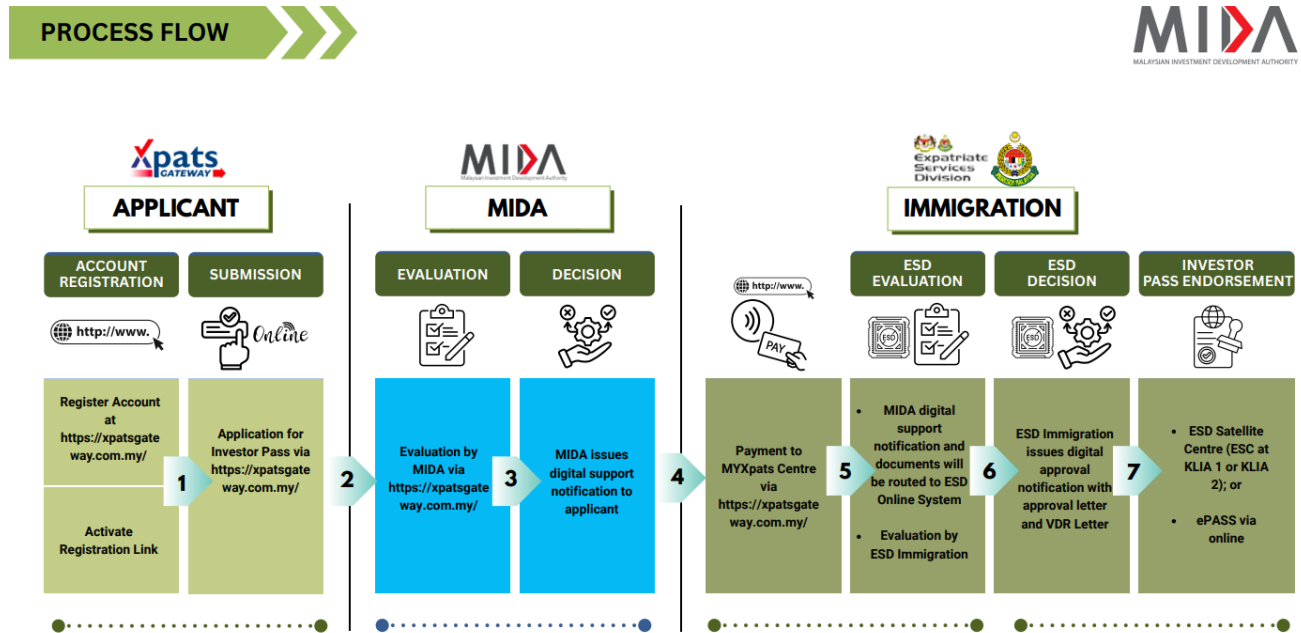 PROCESS FLOW
MIDA
MALAYSIAN INVESTMENT DEVELOPMENT AUTHORITY
Xpats
GATEWAY
APPLICANT
MIDA
Malaysian Investment Development Authority
MIDA
Expatriate
Services
Division
IMMIGRATION
ACCOUNT
REGISTRATION
SUBMISSION
EVALUATION
DECISION
http://www.
ESD
EVALUATION
ESD
DECISION
INVESTOR
PASS ENDORSEMENT
http://www.
Online
PAY
ESD
ESD
Register Account
at
https://xpatsgate
way.com.my/
Activate
Registration Link
1
Application for
Investor Pass via
https://xpatsgate
way.com.my/
2
Evaluation by
MIDA via
https://xpatsgate
way.com.my/
3
MIDA issues
digital support
notification to
applicant
4
Payment to
MYXpats Centre
via
https://xpatsgate
way.com.my/
5
• MIDA digital
support
notification and
documents will
be routed to ESD
Online System
• Evaluation by
ESD Immigration
6
ESD Immigration
issues digital
approval
notification with
approval letter
and VDR Letter
7
• ESD Satellite
Centre (ESC at
KLIA 1 or KLIA
2); or
• ePASS via
online